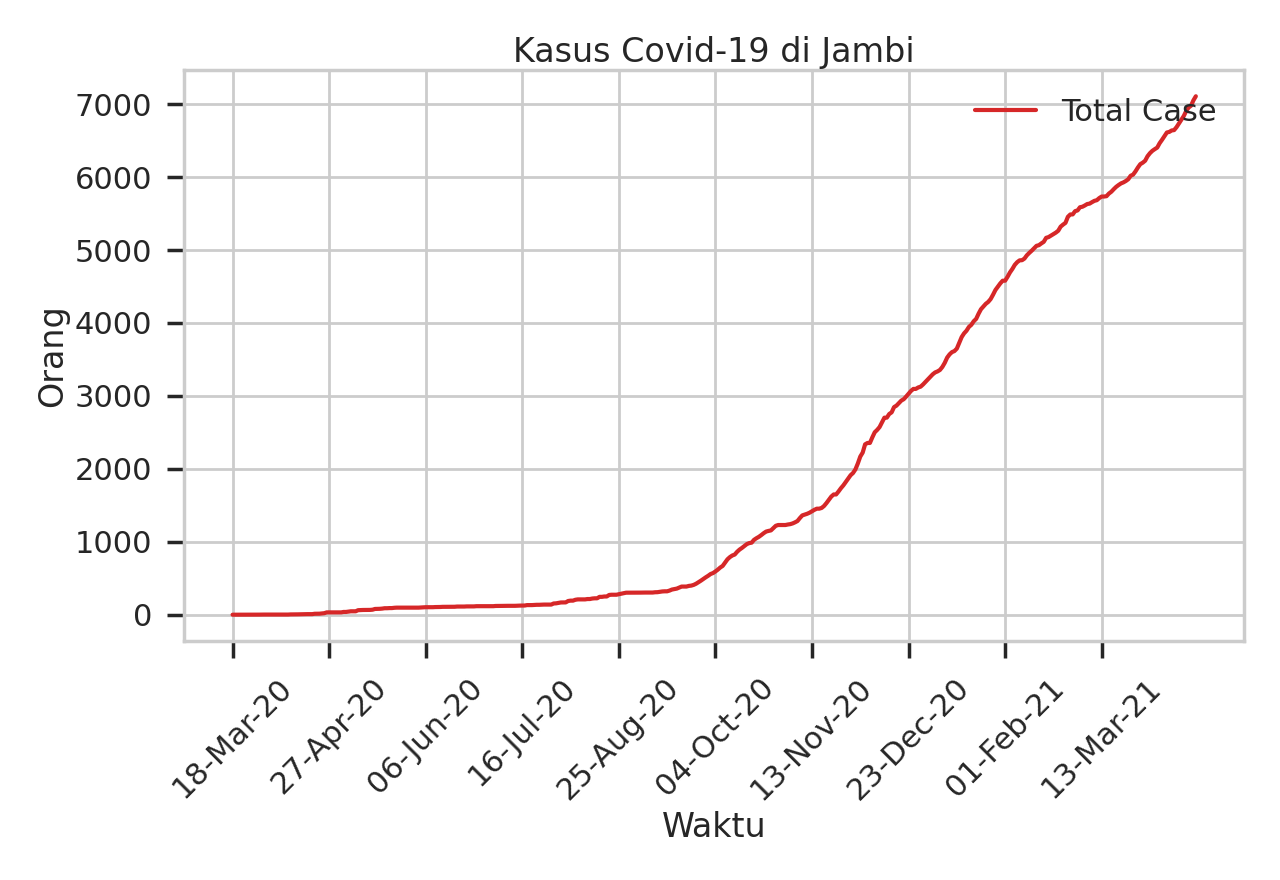 Kasus Covid-19 di Jambi
Total Case
7000
6000
5000
4000
3000
2000
1000
0
Orang
18-Mar-20
27-Apr-20
06-Jun-20
16-Jul-20
25-Aug-20
04-Oct-20
13-Nov-20
23-Dec-20
01-Feb-21
13-Mar-21
Waktu